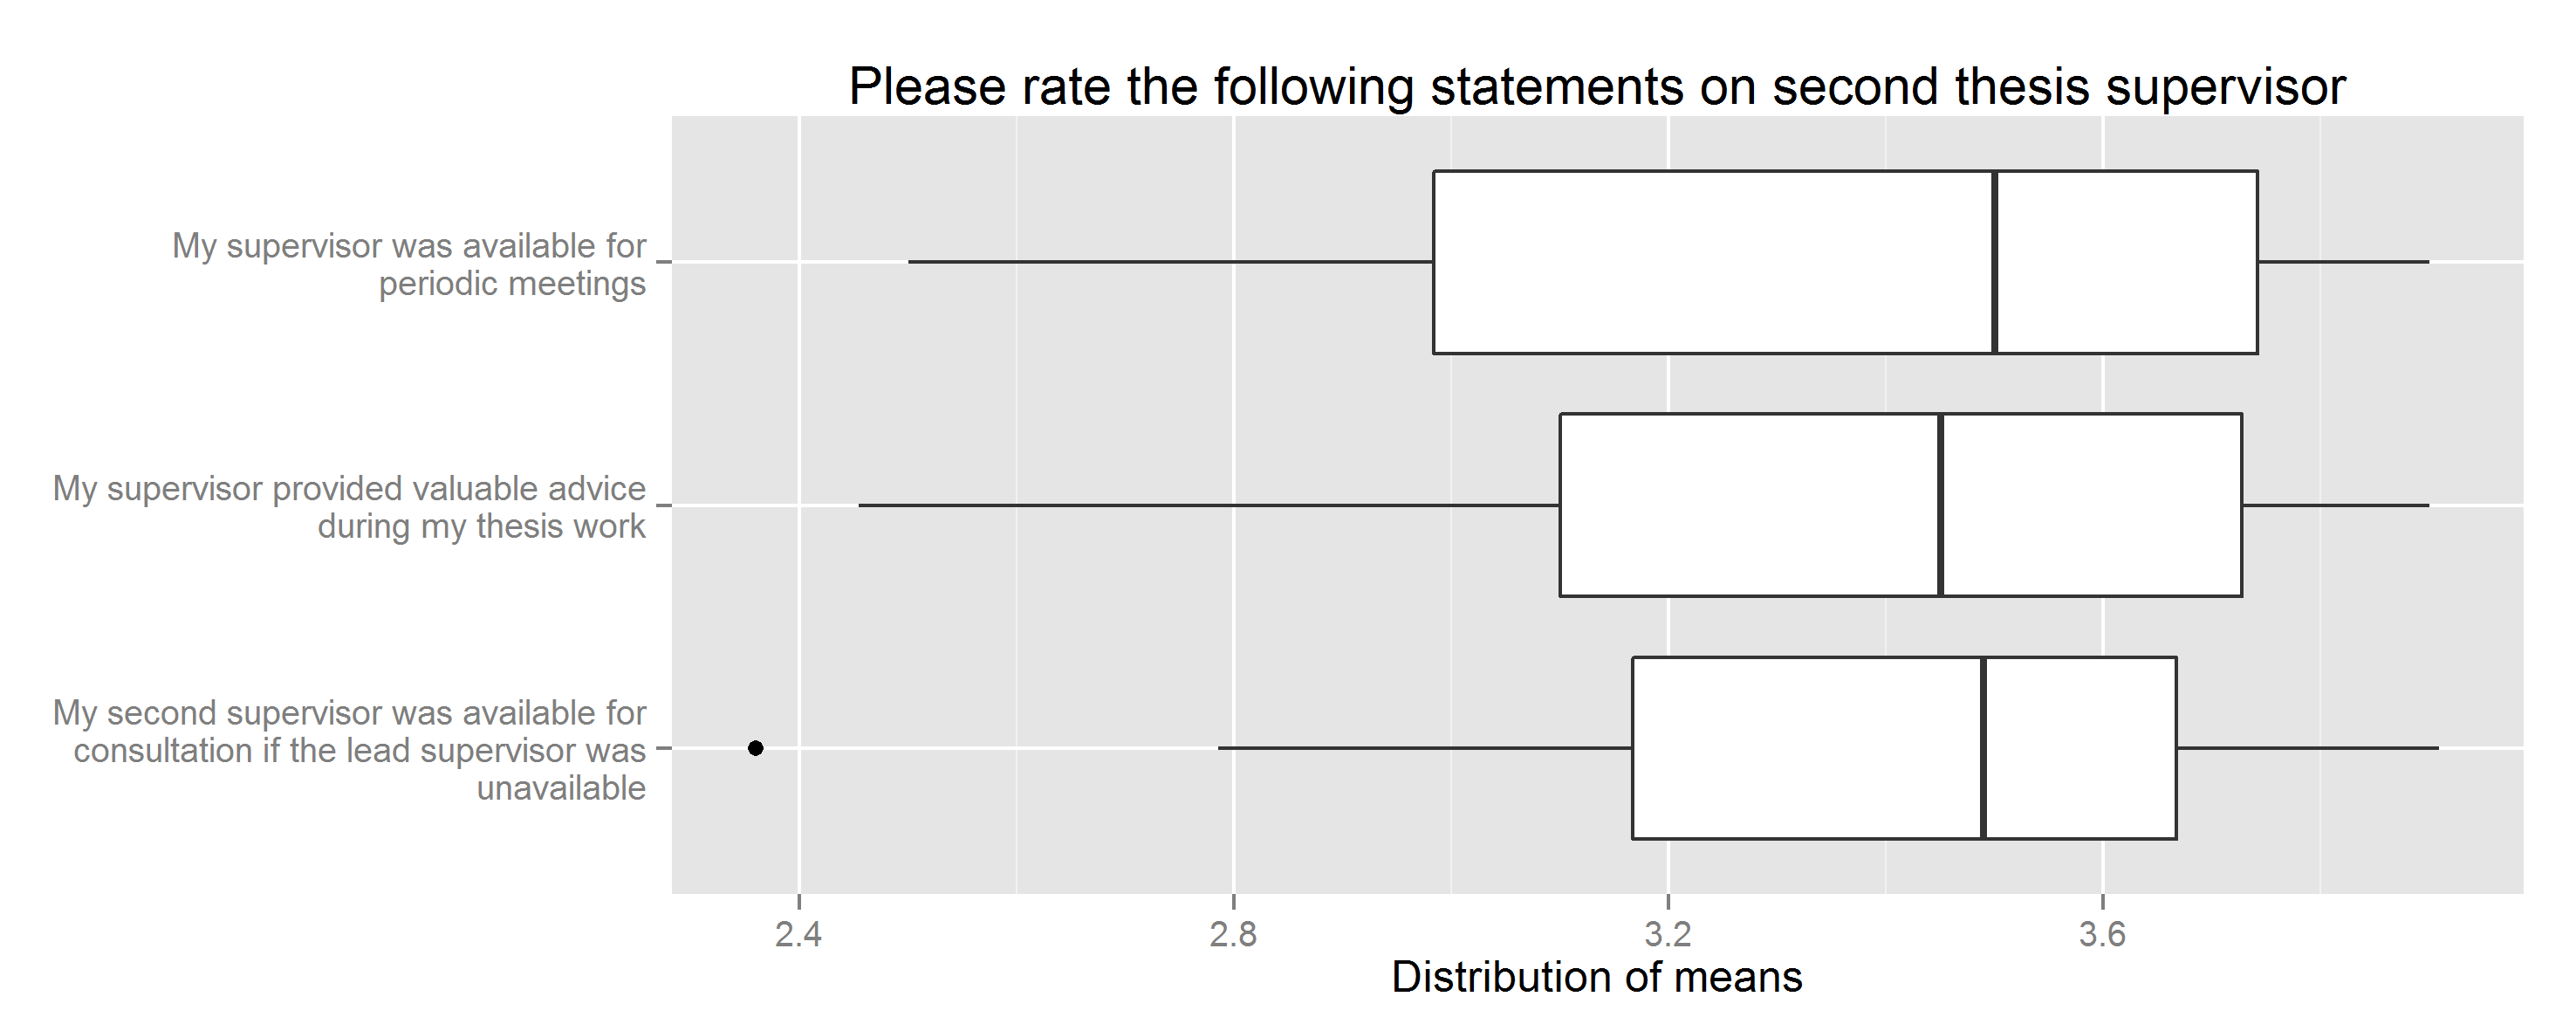 Please rate the following statements on second thesis supervisor
My supervisor was available for
periodic meetings
My supervisor provided valuable advice
during my thesis work
My second supervisor was available for
consultation if the lead supervisor was
unavailable
2.4 2.8 3.2 3.6
Distribution of means